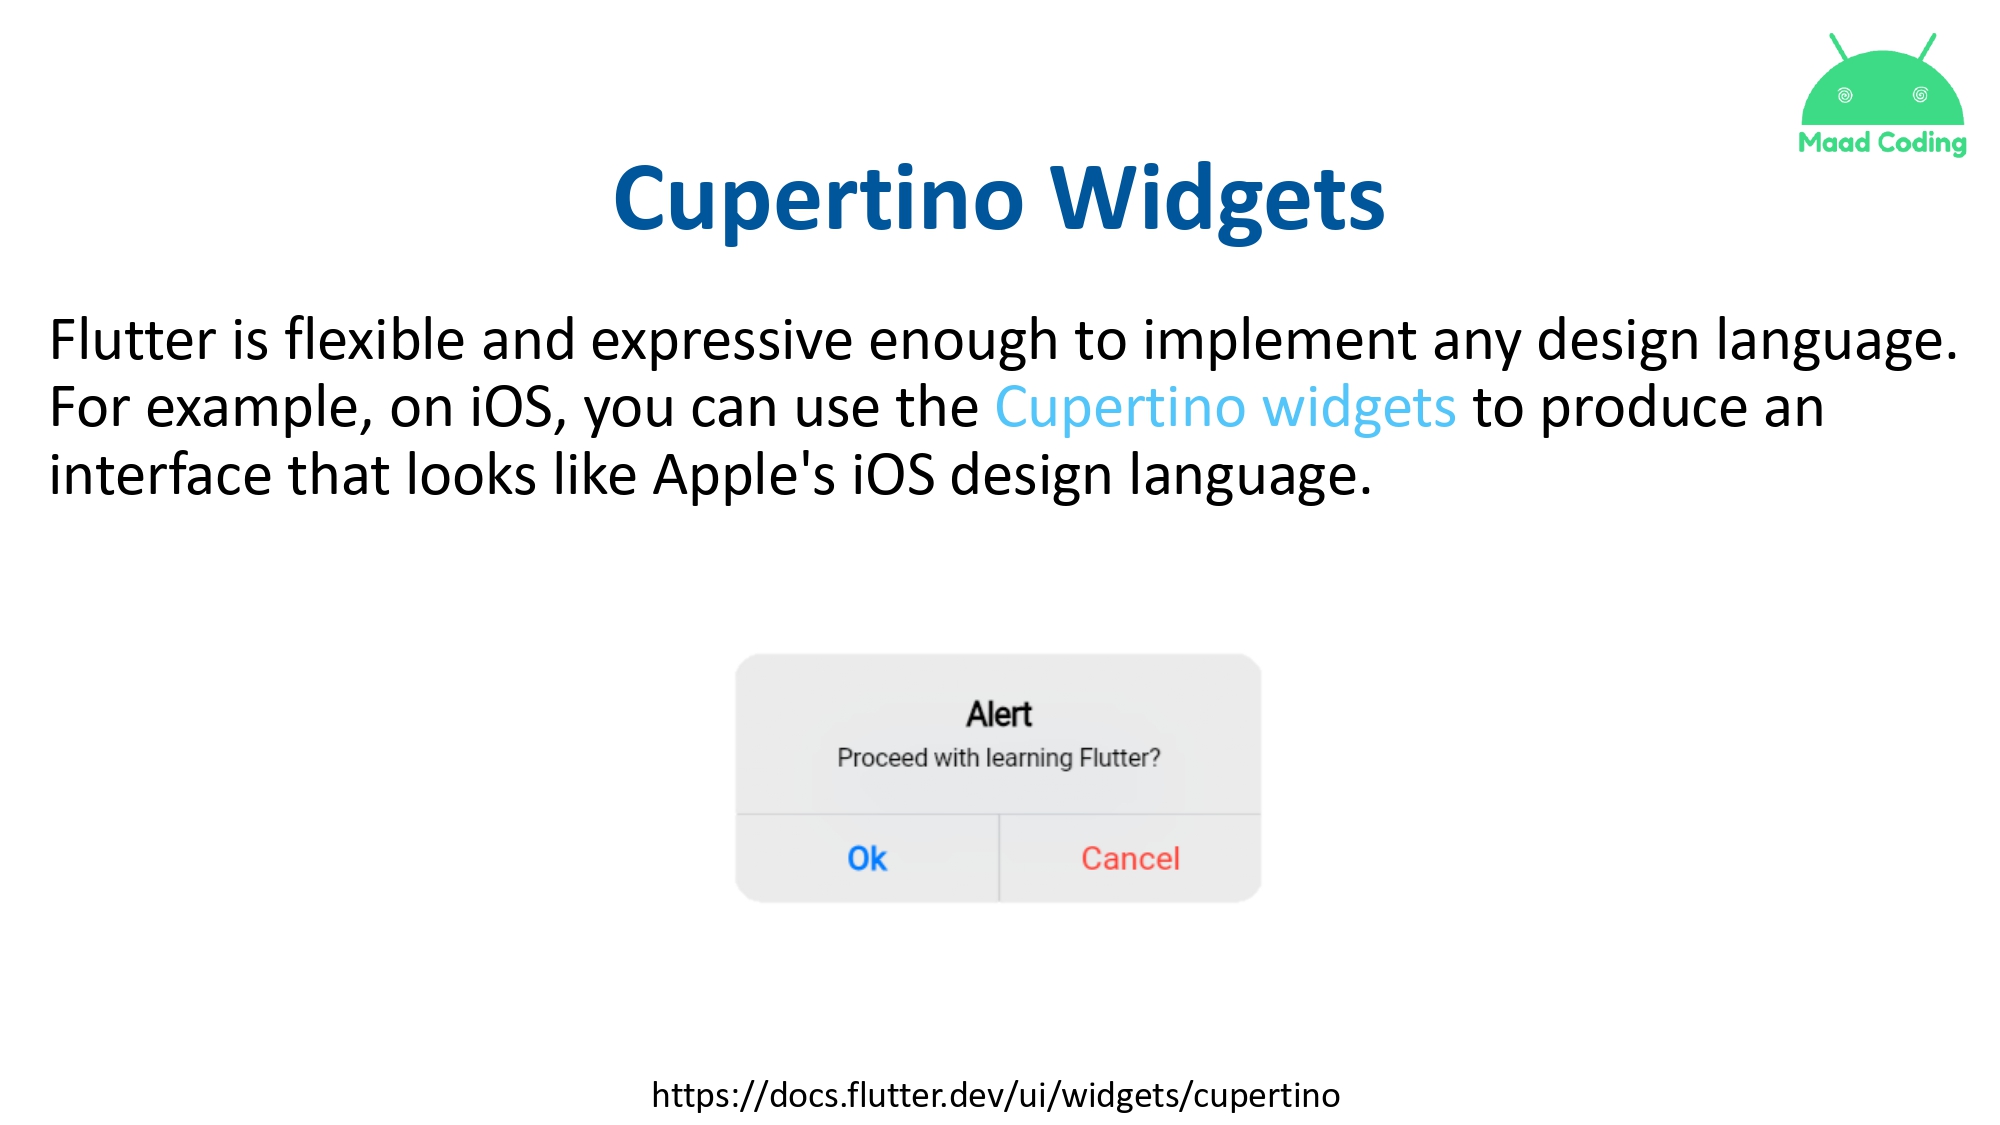 Maad Coding
Cupertino Widgets
Flutter is flexible and expressive enough to implement any design language.
For example, on iOS, you can use the Cupertino widgets to produce an
interface that looks like Apple's iOS design language.
Alert
Proceed with learning Flutter?
Ok
Cancel
https://docs.flutter.dev/ui/widgets/cupertino